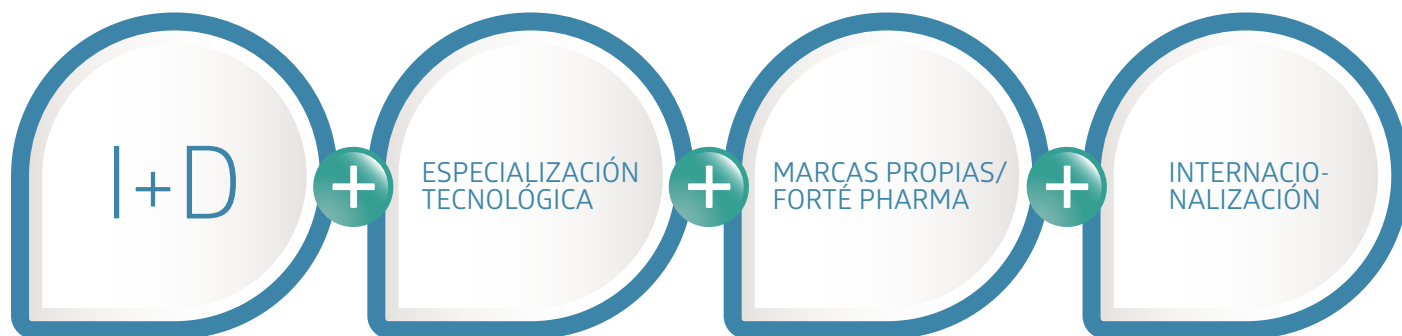 I+D
+
ESPECIALIZACIÓN
TECNOLÓGICA
+
MARCAS PROPIAS/
FORTÉ PHARMA
+
INTERNACIO-
NALIZACIÓN